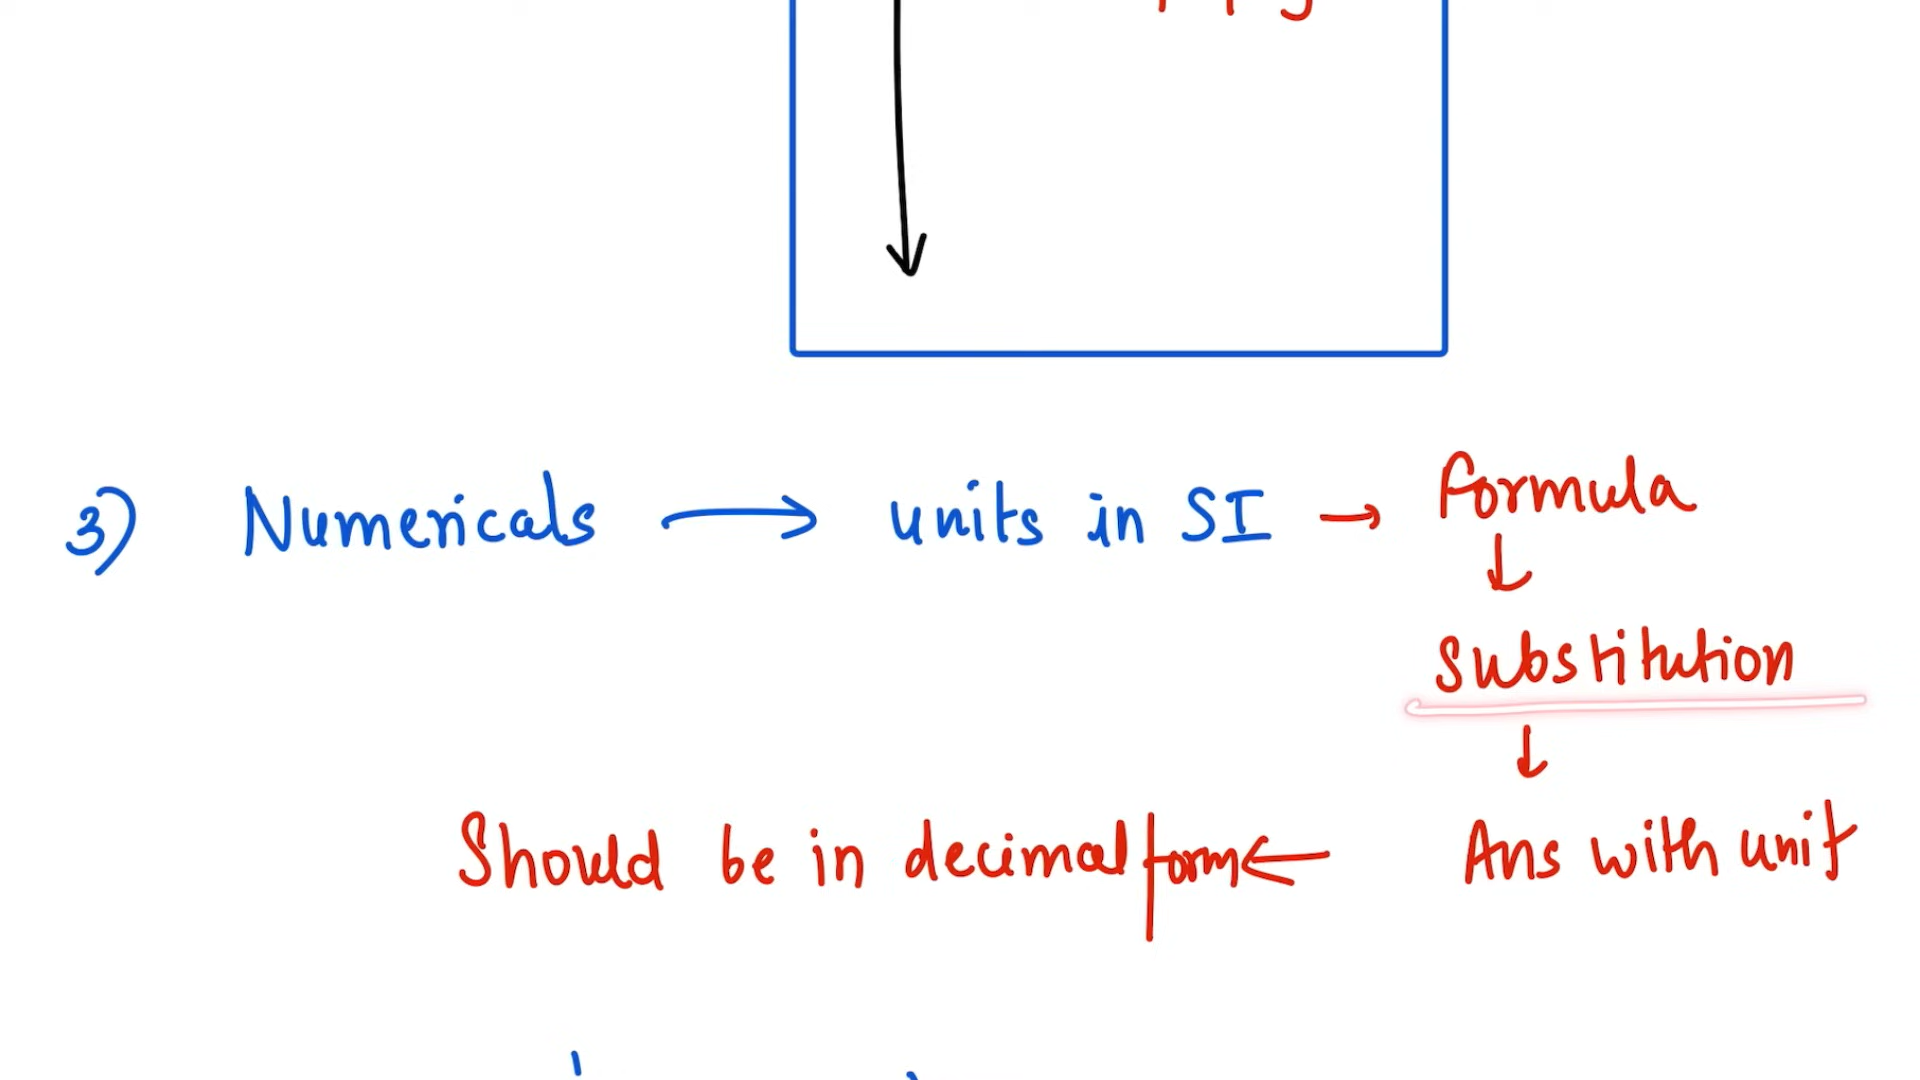 3) Numericals → units in SI → formula
↓
Substitution
↓
Ans with unit
Should be in decimal form ←